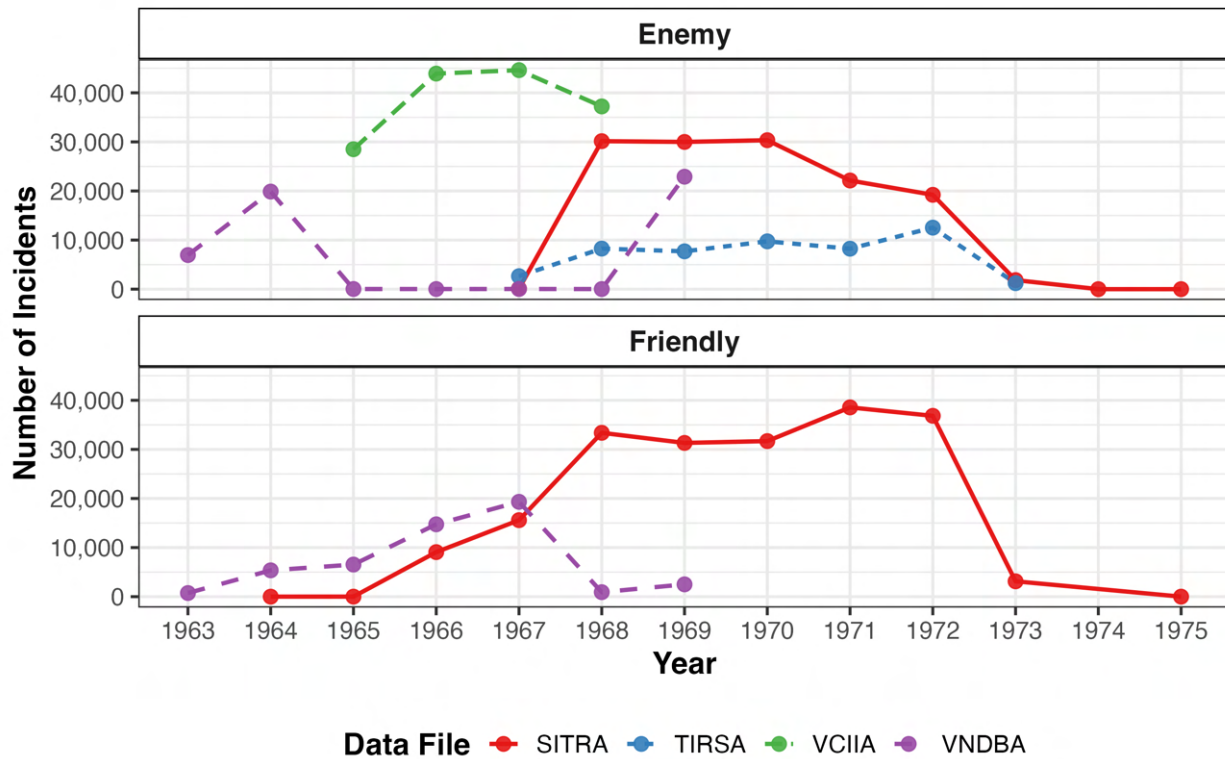 Enemy
40,000
30,000
20,000
10,000
0
Friendly
40,000
30,000
20,000
10,000
0
Number of Incidents
1963 1964 1965 1966 1967 1968 1969 1970 1971 1972 1973 1974 1975
Year
Data File SITRA TIRSA VCIIA VNDBA